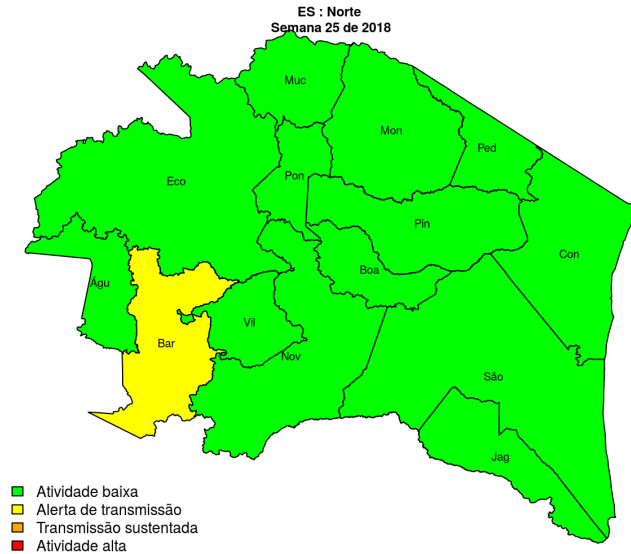 ES : Norte
Semana 25 de 2018
Muc
Mon
Ped
Eco
Pon
Pin
Con
Boa
Águ
Vil
Bar
Nov
São
Jag
Atividade baixa
Alerta de transmissão
Transmissão sustentada
Atividade alta